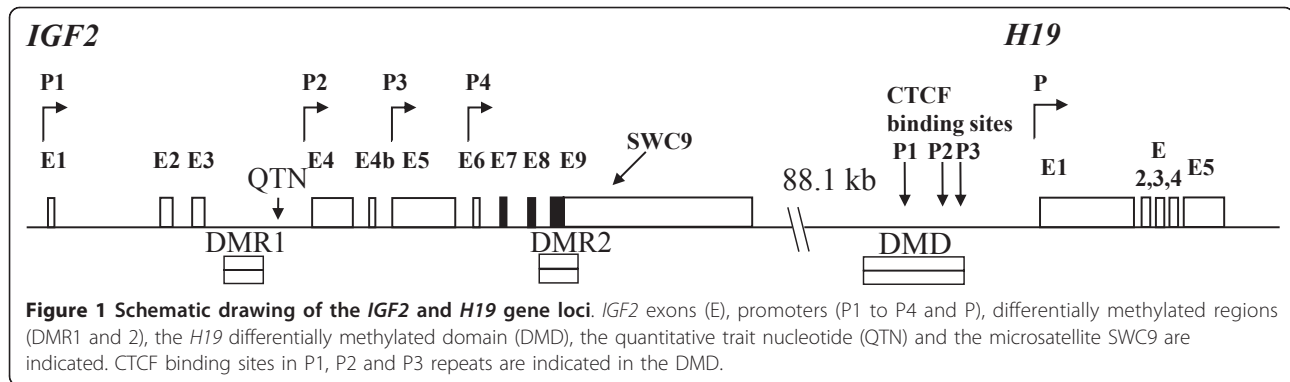 IGF2
H19
P1
P2
P3
P4
CTCF
binding sites
P
SWC9
E1
E2
E3
QTN
E4
E4b
E5
E6
E7
E8
E9
88.1 kb
P1
P2
P3
E1
E
2,3,4
E5
DMR1
DMR2
DMD
Figure 1 Schematic drawing of the IGF2 and H19 gene loci. IGF2 exons (E), promoters (P1 to P4 and P), differentially methylated regions
(DMR1 and 2), the H19 differentially methylated domain (DMD), the quantitative trait nucleotide (QTN) and the microsatellite SWC9 are
indicated. CTCF binding sites in P1, P2 and P3 repeats are indicated in the DMD.